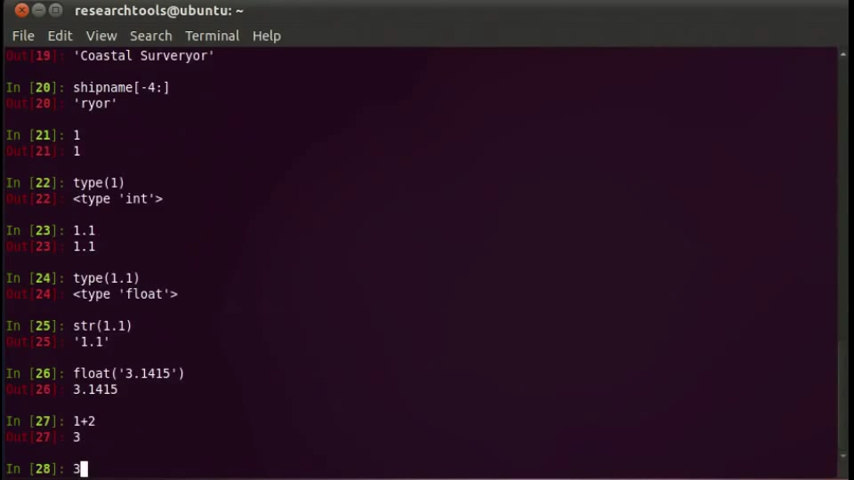 researchtools@ubuntu: ~
File Edit View Search Terminal Help
Out[19]: 'Coastal Surveryor'
In [20]: shipname[-4:]
Out[20]: 'ryor'
In [21]: 1
Out[21]: 1
In [22]: type(1)
Out[22]: <type 'int'>
In [23]: 1.1
Out[23]: 1.1
In [24]: type(1.1)
Out[24]: <type 'float'>
In [25]: str(1.1)
Out[25]: '1.1'
In [26]: float('3.1415')
Out[26]: 3.1415
In [27]: 1+2
Out[27]: 3
In [28]: 3